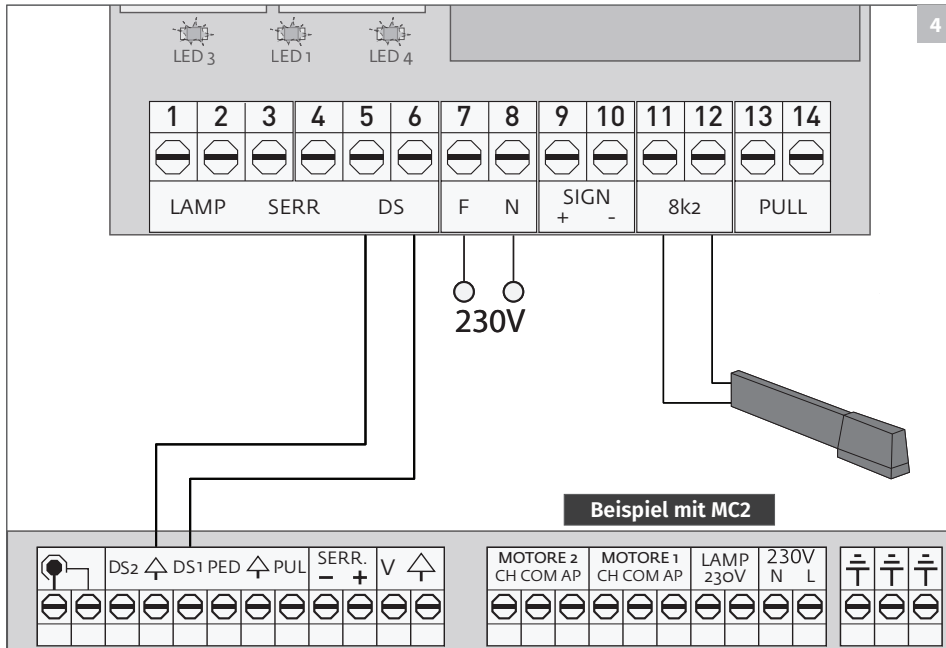 4
LED 3 LED 1 LED 4
1 2 3 4 5 6 7 8 9 10 11 12 13 14
LAMP SERR DS F N SIGN 8k2 PULL
+ -
230V
Beispiel mit MC2
DS2 DS1 PED PUL SERR. V MOTORE 2 MOTORE 1 LAMP 230V
- + CH COM AP CH COM AP 230V N L